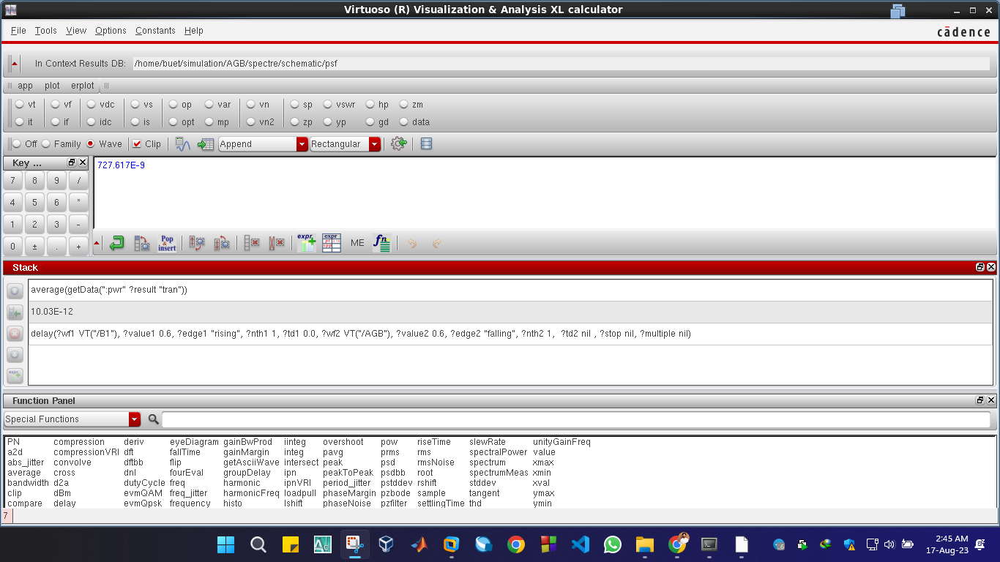 Virtuoso (R) Visualization & Analysis XL calculator
File Tools View Options Constants Help
cādence
In Context Results DB: /home/buet/simulation/AGB/spectre/schematic/psf
app plot erplot
vt vf vdc vs op var vn sp vswr hp zm
it if idc is opt mp vn2 zp yp gd data
Off Family Wave Clip Append Rectangular
Key ...
7 8 9 /
4 5 6 *
1 2 3 -
0 ± . +
727.617E-9
Pop insert expr expr ME fn
Stack
average(getData(":pwr" ?result "tran"))
10.03E-12
delay(?wf1 VT("/B1"), ?value1 0.6, ?edge1 "rising", ?nth1 1, ?td1 0.0, ?wf2 VT("/AGB"), ?value2 0.6, ?edge2 "falling", ?nth2 1,  ?td2 nil , ?stop nil, ?multiple nil)
expr
Function Panel
Special Functions
PN compression deriv eyeDiagram gainBwProd iinteg overshoot pow riseTime slewRate unityGainFreq
a2d compressionVRI dft fallTime gainMargin integ pavg prms rms spectralPower value
abs_jitter convolve dftbb flip getAsciiWave intersect peak psd rmsNoise spectrum xmax
average cross dnl fourEval groupDelay ipn peakToPeak psdbb root spectrumMeas xmin
bandwidth d2a dutyCycle freq harmonic ipnVRI period_jitter pstddev rshift stddev xval
clip dBm evmQAM freq_jitter harmonicFreq loadpull phaseMargin pzbode sample tangent ymax
compare delay evmQpsk frequency histo lshift phaseNoise pzfilter settlingTime thd ymin
7
2:45 AM
17-Aug-23